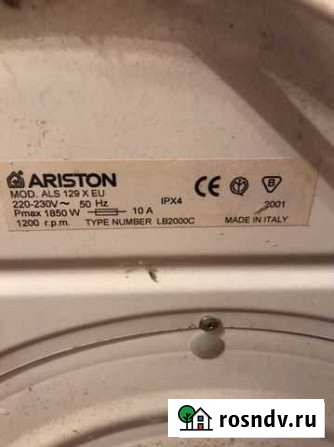 ARISTON
MOD. ALS 129 X EU
220-230V~ 50 Hz
Pmax 1850 W 10 A IPX4
1200 r.p.m. TYPE NUMBER LB2000C
CE B
2001
MADE IN ITALY
rosndv.ru